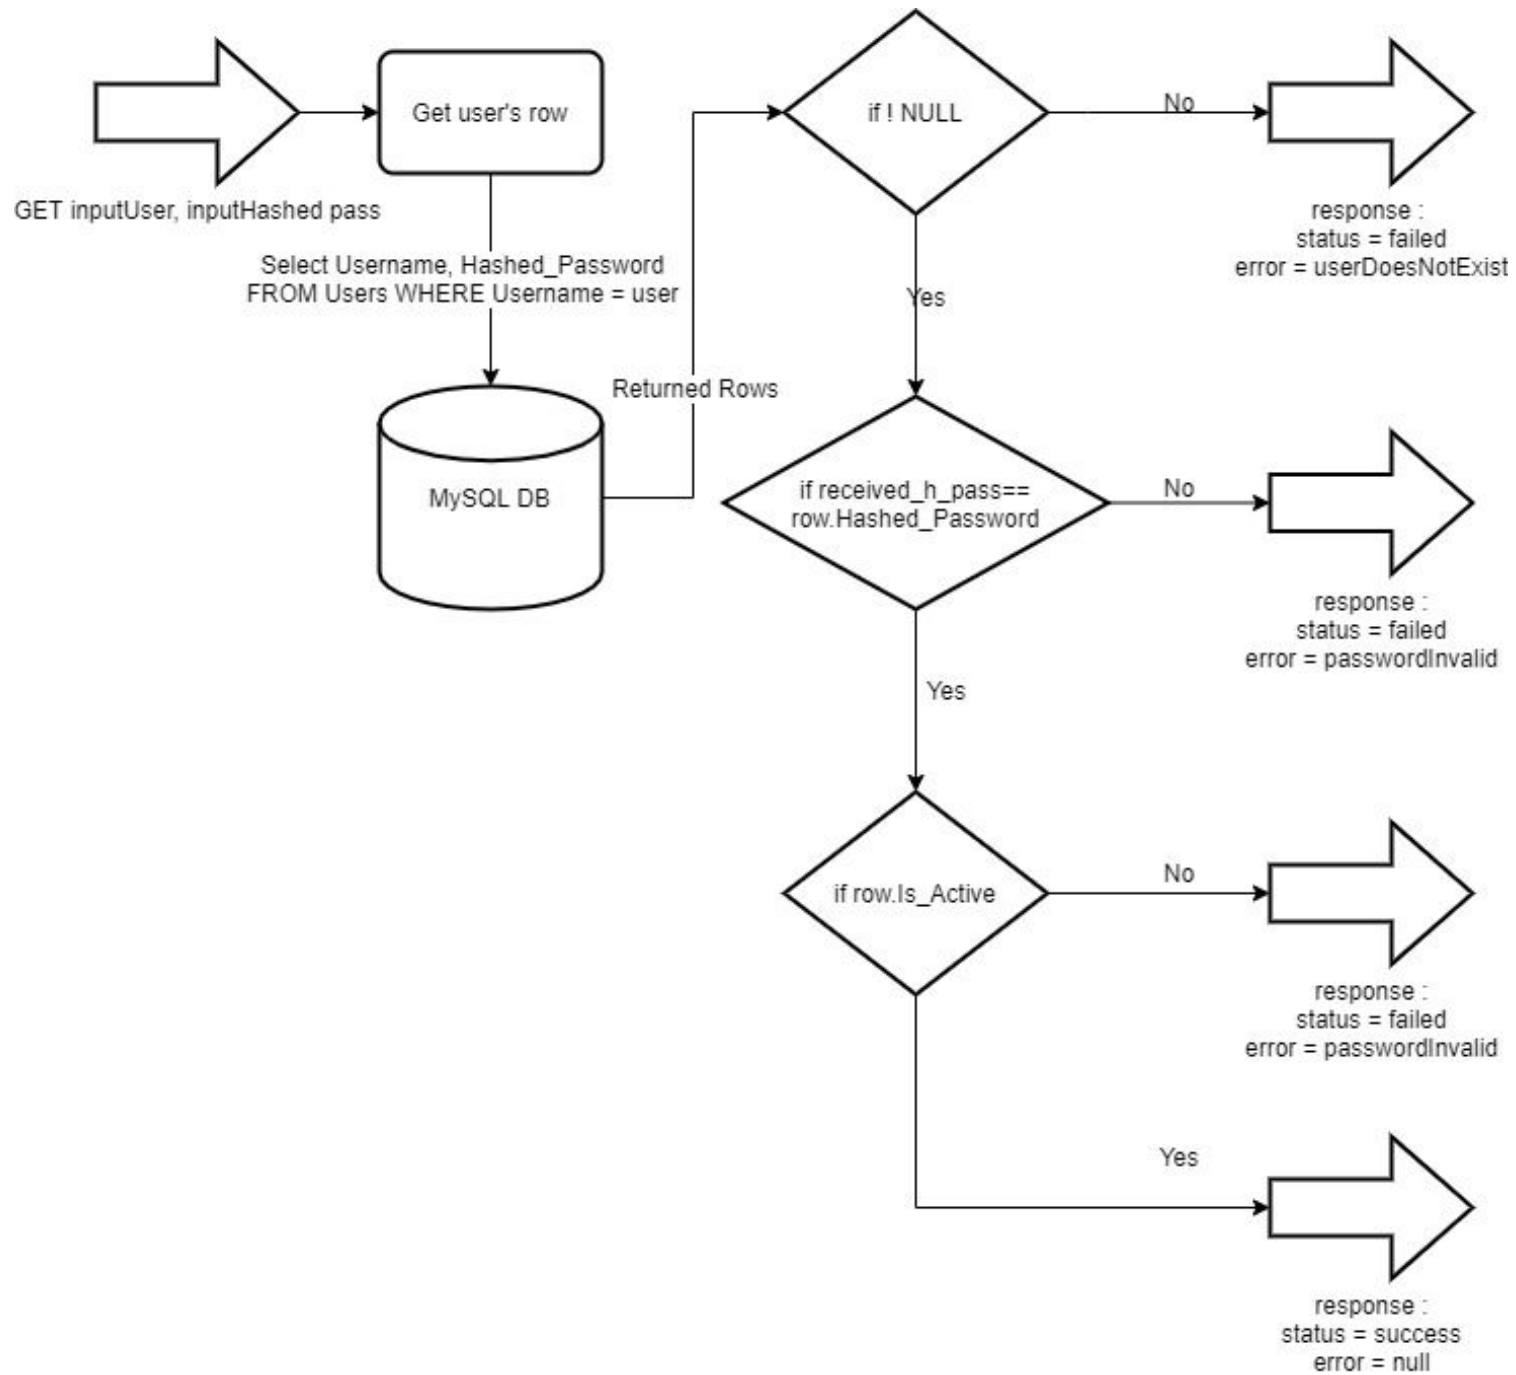 GET inputUser, inputHashed pass
Get user's row
Select Username, Hashed_Password
FROM Users WHERE Username = user
MySQL DB
Returned Rows
if ! NULL
No
response :
status = failed
error = userDoesNotExist
Yes
if received_h_pass==
row.Hashed_Password
No
response :
status = failed
error = passwordInvalid
Yes
if row.Is_Active
No
response :
status = failed
error = passwordInvalid
Yes
response :
status = success
error = null